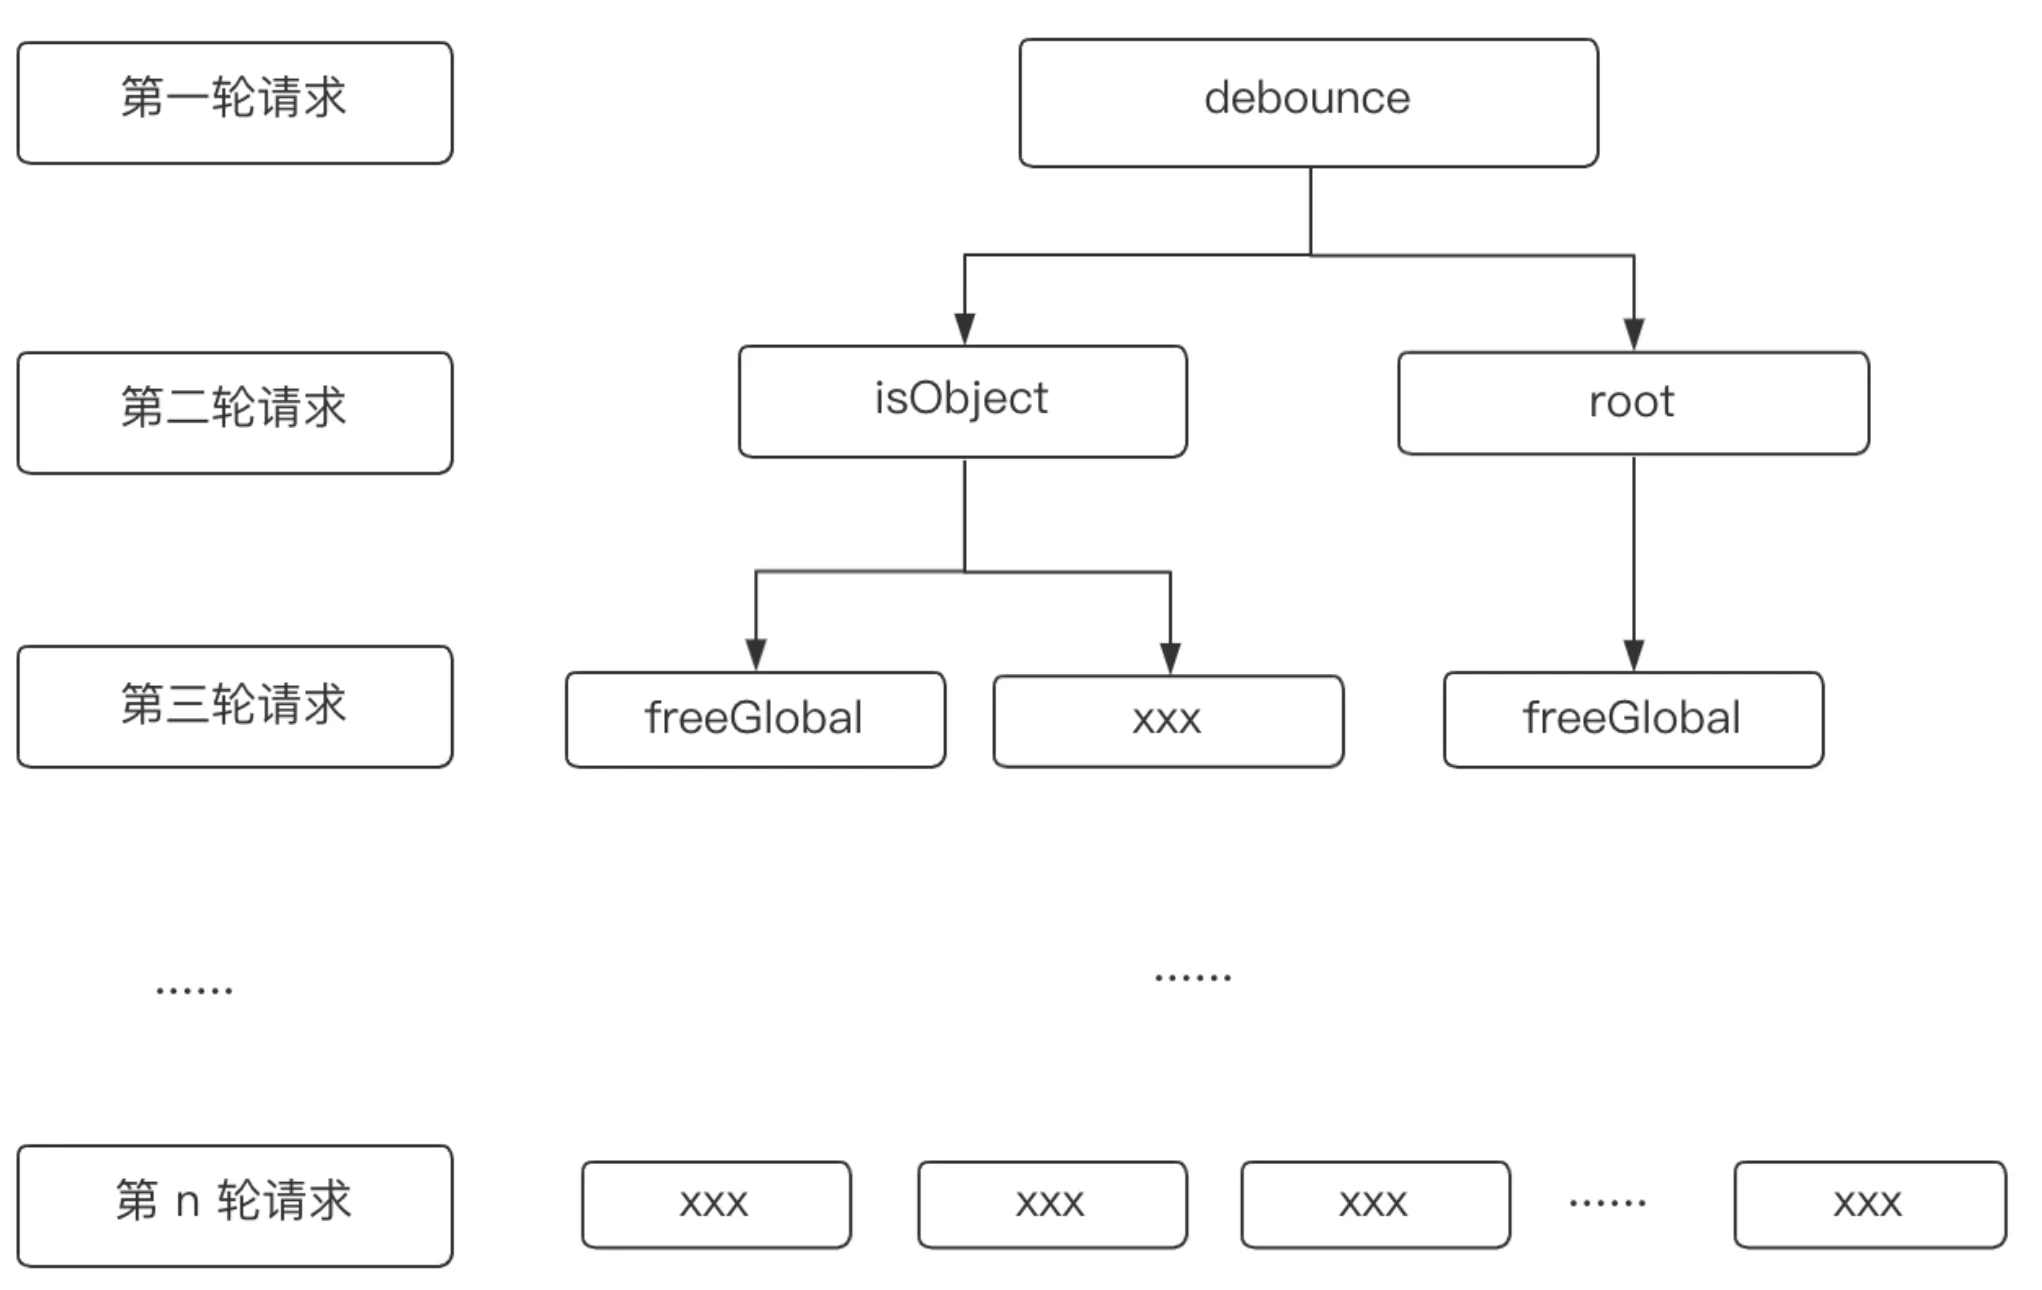 第一轮请求
debounce
第二轮请求
isObject
root
第三轮请求
freeGlobal
xxx
freeGlobal
······
······
第 n 轮请求
xxx
xxx
xxx
······
xxx